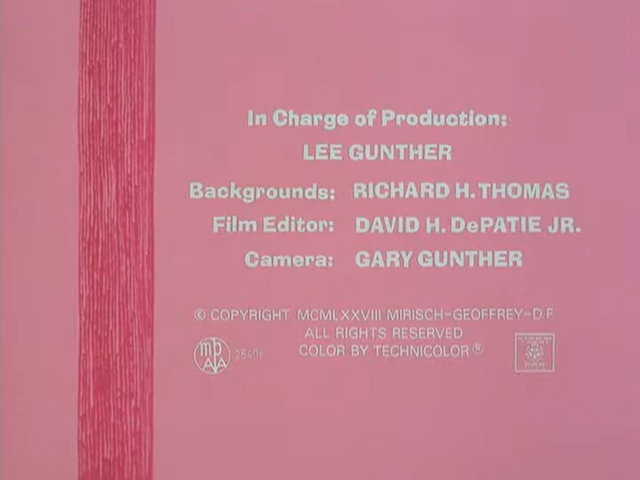 In Charge of Production:
LEE GUNTHER
Backgrounds: RICHARD H. THOMAS
Film Editor: DAVID H. DePATIE JR.
Camera: GARY GUNTHER
© COPYRIGHT MCMLXXVIII MIRISCH-GEOFFREY-D.F.
ALL RIGHTS RESERVED
COLOR BY TECHNICOLOR®